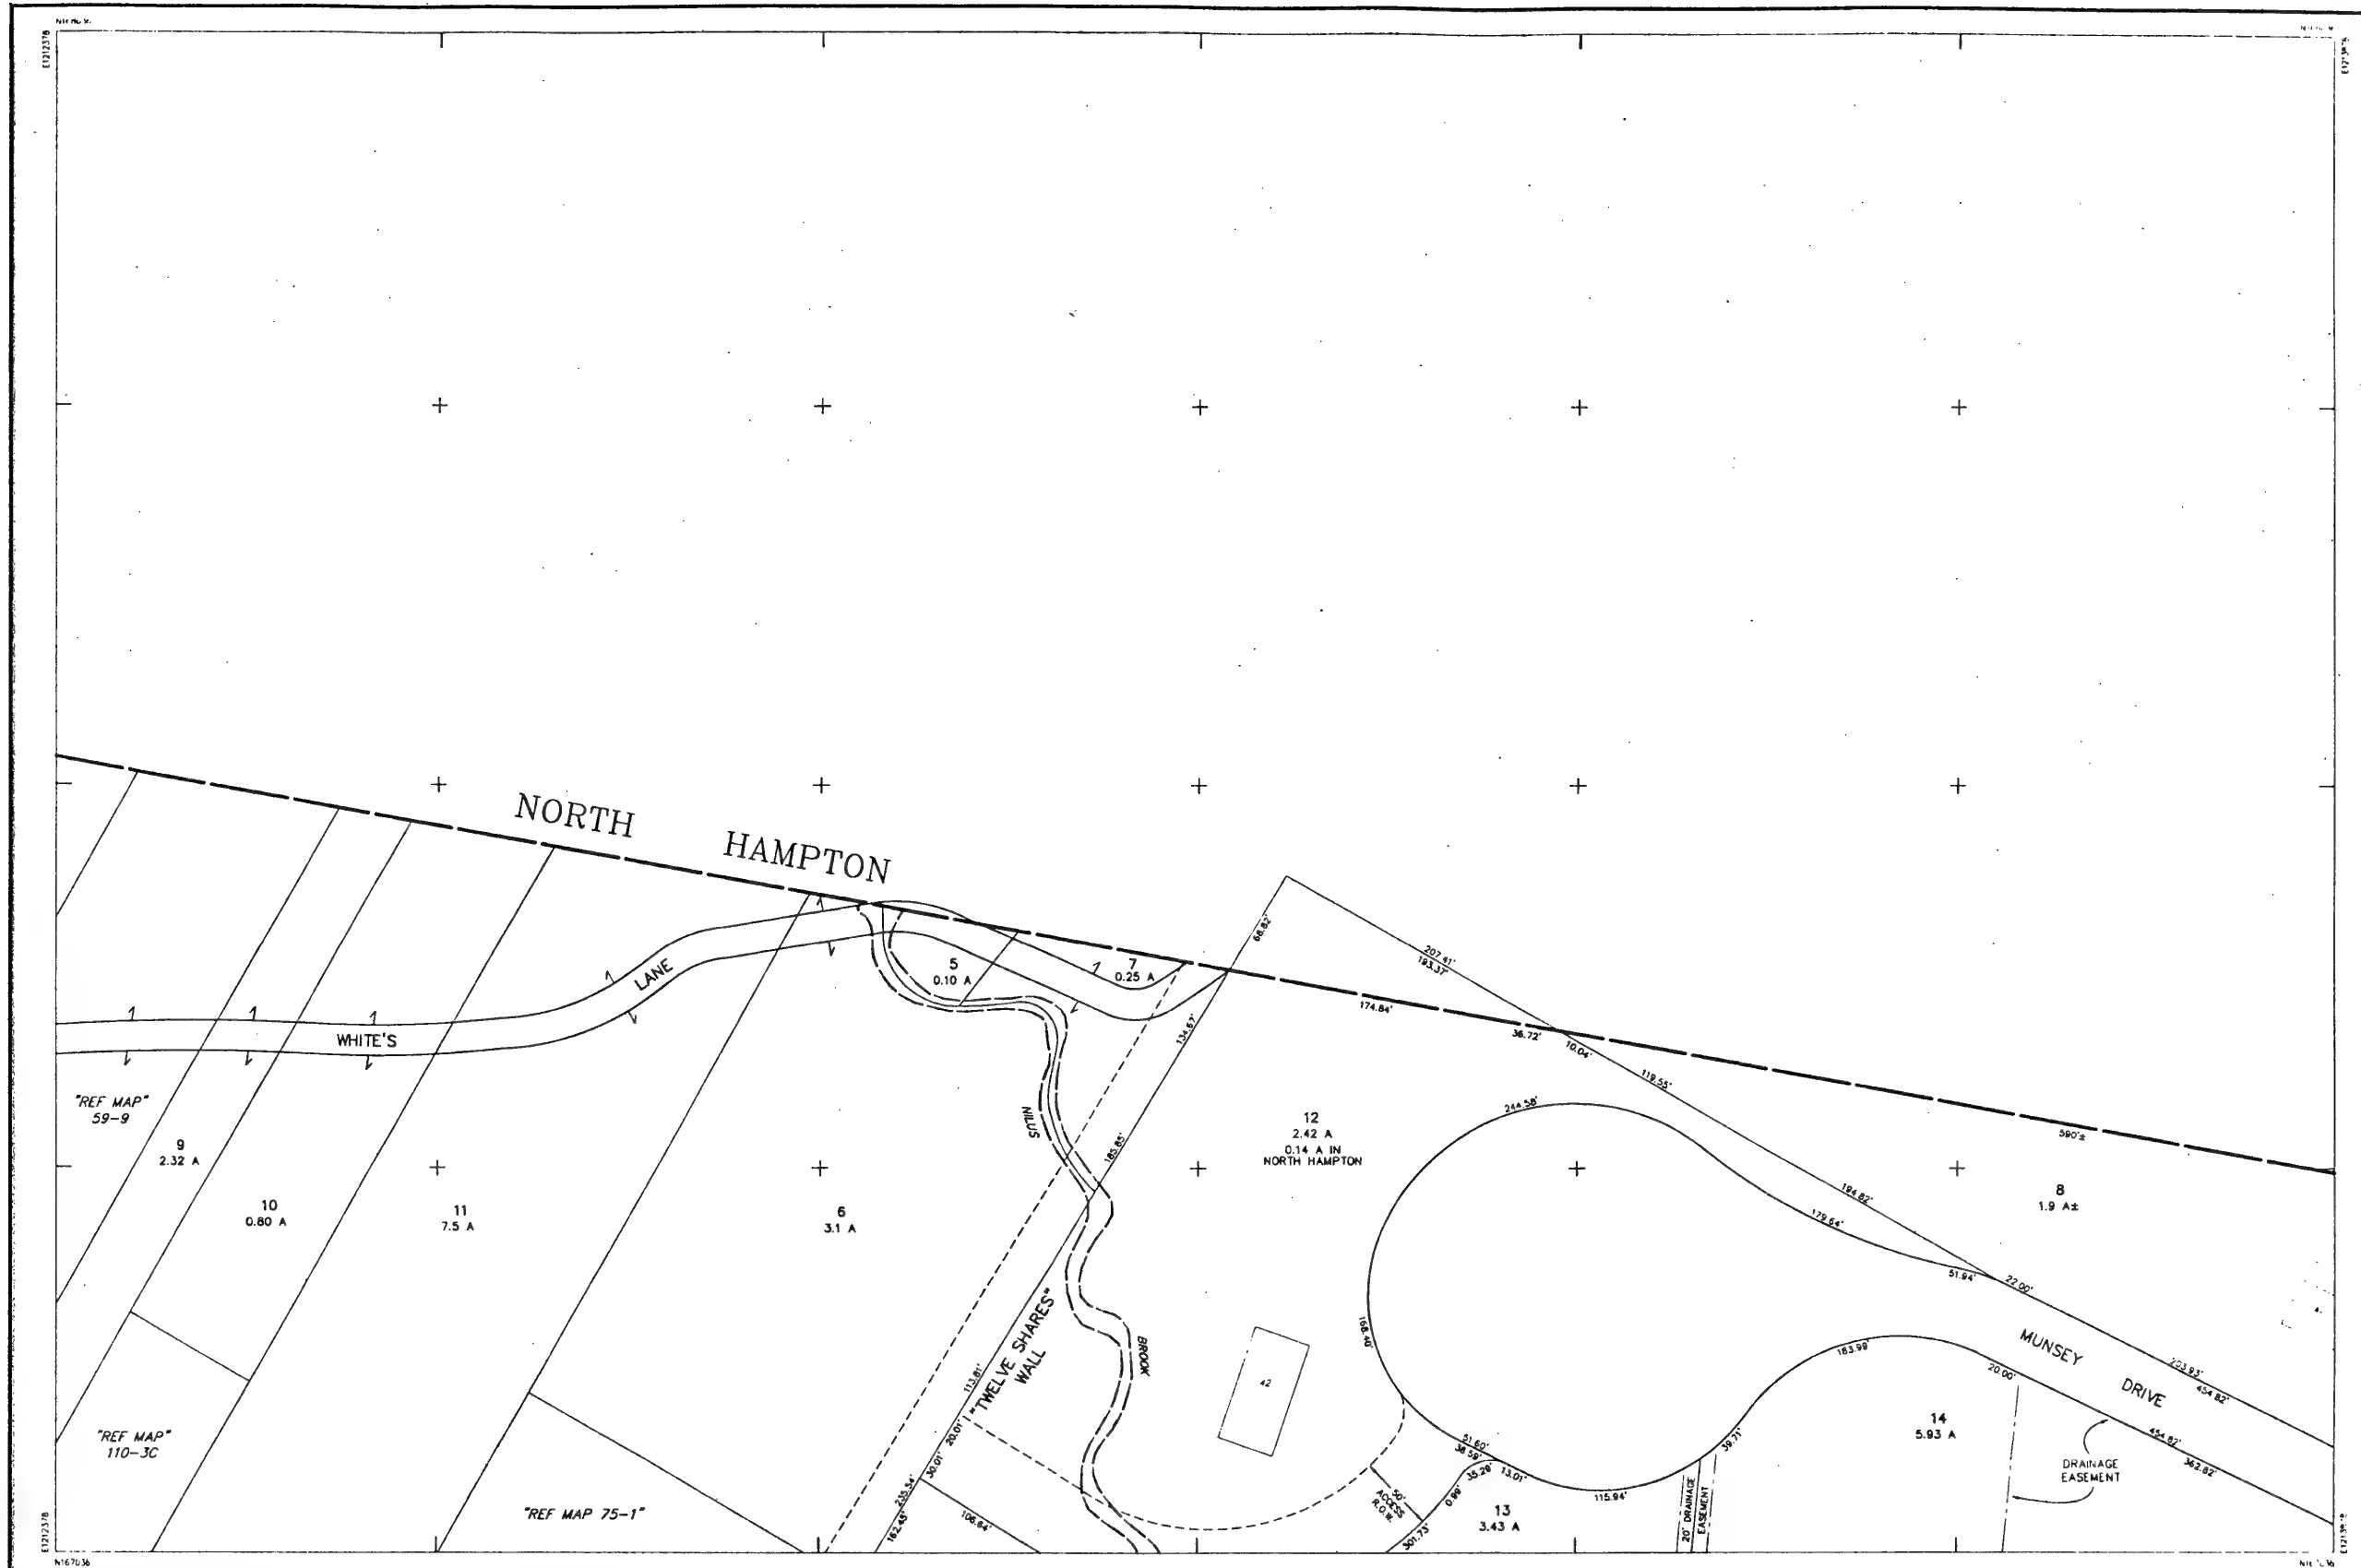 E1212378
NORTH HAMPTON
68.82'
207.41'
193.37'
5
0.10 A
7
0.25 A
LANE
WHITE'S
174.84'
36.72'
10.04'
134.67'
119.55'
"REF MAP"
59-9
9
2.32 A
NILUS
185.85'
12
2.42 A
0.14 A IN
NORTH HAMPTON
244.58'
590'±
194.82'
179.64'
8
1.9 A±
10
0.80 A
11
7.5 A
6
3.1 A
51.94'
22.00'
"TWELVE SHARES"
WALL
BROOK
168.40'
42
113.81'
183.99'
20.00'
MUNSEY DRIVE
203.93'
454.82'
"REF MAP"
110-3C
20.01'
30.01'
235.54'
162.45'
106.64'
"REF MAP 75-1"
51.60'
38.59'
35.29'
13.01'
0.99'
50'
ACCESS
R.O.W.
301.73'
115.94'
39.71'
13
3.43 A
20' DRAINAGE
EASEMENT
14
5.93 A
DRAINAGE
EASEMENT
454.82'
362.82'
E1212378
N167036